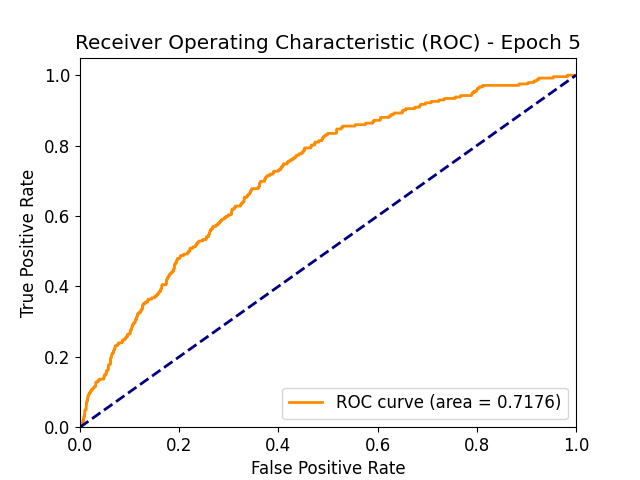 Receiver Operating Characteristic (ROC) - Epoch 5
1.0
0.8
0.6
0.4
0.2
0.0
True Positive Rate
ROC curve (area = 0.7176)
0.0 0.2 0.4 0.6 0.8 1.0
False Positive Rate